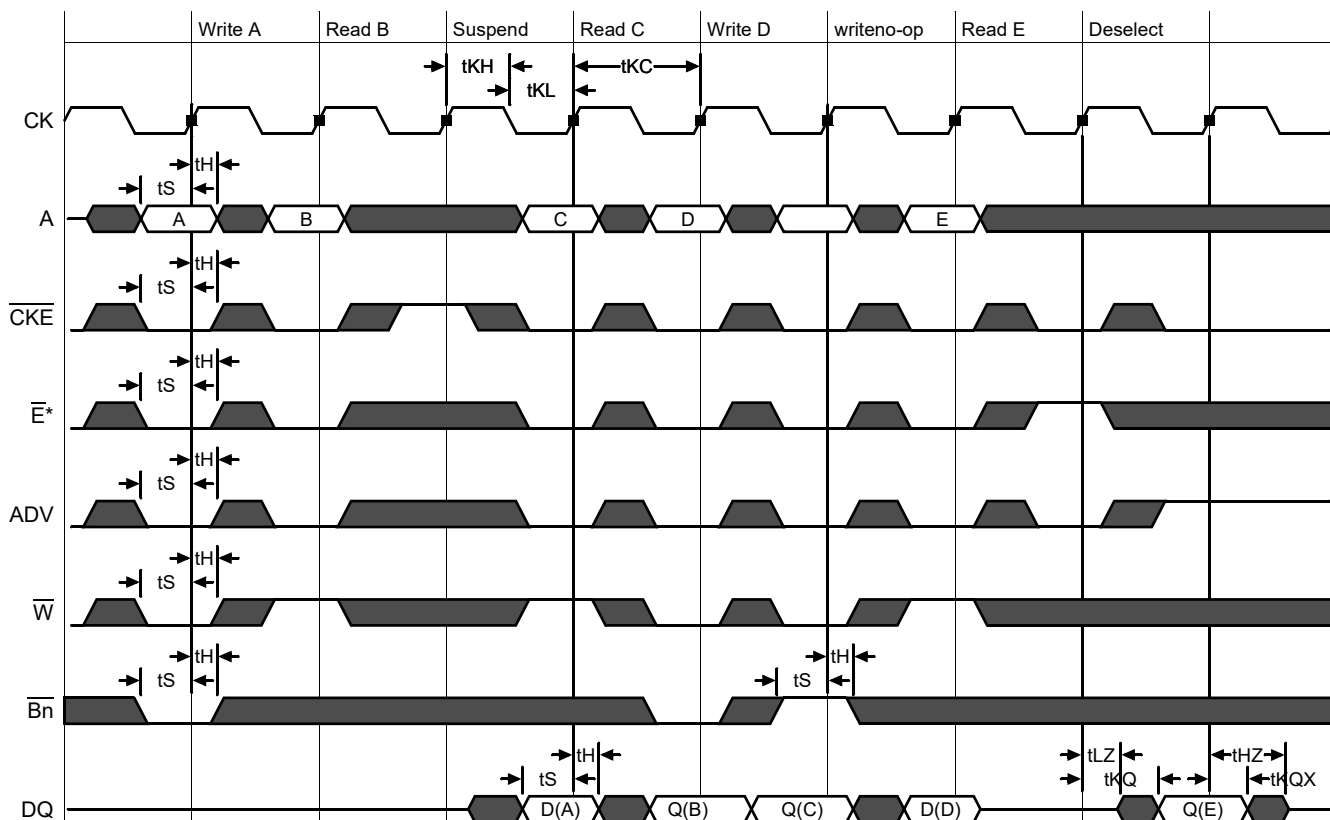 Write A Read B Suspend Read C Write D writeno-op Read E Deselect
tKH tKC
tKL
CK
tH
tS
A A B C D E
tH
tS
CKE
tH
tS
E*
tH
tS
ADV
tH
tS
W
tH tH
tS tS
Bn
tH tLZ tHZ
tS tKQ tKQX
DQ D(A) Q(B) Q(C) D(D) Q(E)